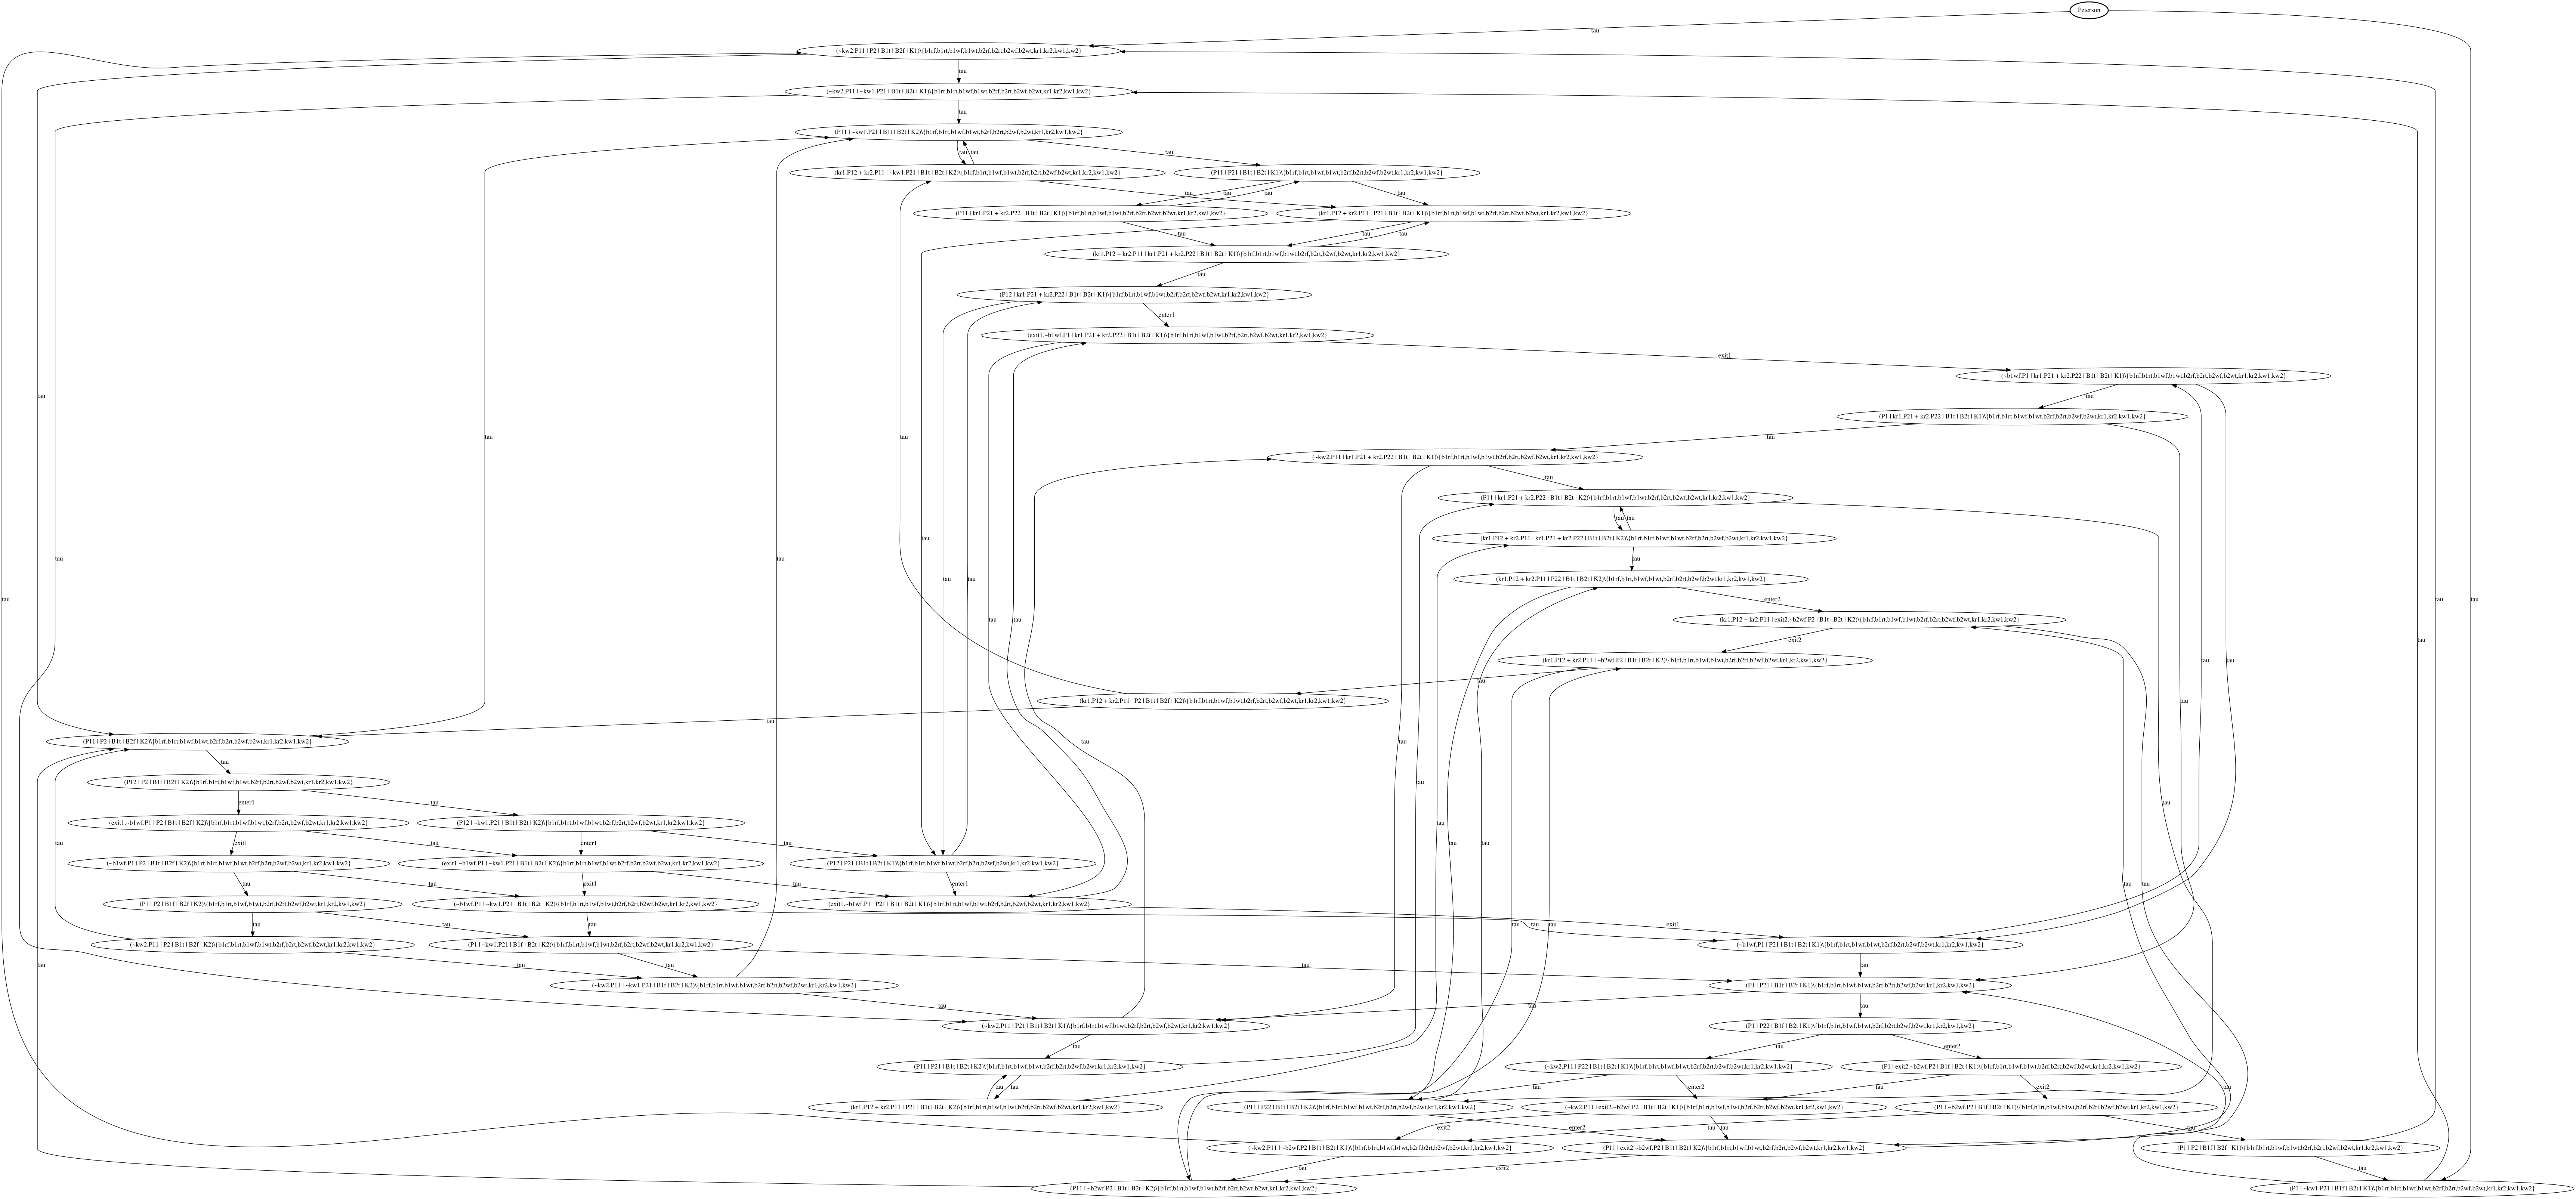 Peterson
tau
(~kw2.P11 | P2 | B1t | B2f | K1)\{b1rf,b1rt,b1wf,b1wt,b2rf,b2rt,b2wf,b2wt,kr1,kr2,kw1,kw2}
tau
(~kw2.P11 | ~kw1.P21 | B1t | B2t | K1)\{b1rf,b1rt,b1wf,b1wt,b2rf,b2rt,b2wf,b2wt,kr1,kr2,kw1,kw2}
tau
(P11 | ~kw1.P21 | B1t | B2t | K2)\{b1rf,b1rt,b1wf,b1wt,b2rf,b2rt,b2wf,b2wt,kr1,kr2,kw1,kw2}
tau
tau
tau
(kr1.P12 + kr2.P11 | ~kw1.P21 | B1t | B2t | K2)\{b1rf,b1rt,b1wf,b1wt,b2rf,b2rt,b2wf,b2wt,kr1,kr2,kw1,kw2}
(P11 | P21 | B1t | B2t | K1)\{b1rf,b1rt,b1wf,b1wt,b2rf,b2rt,b2wf,b2wt,kr1,kr2,kw1,kw2}
tau
tau
tau
tau
(P11 | kr1.P21 + kr2.P22 | B1t | B2t | K1)\{b1rf,b1rt,b1wf,b1wt,b2rf,b2rt,b2wf,b2wt,kr1,kr2,kw1,kw2}
(kr1.P12 + kr2.P11 | P21 | B1t | B2t | K1)\{b1rf,b1rt,b1wf,b1wt,b2rf,b2rt,b2wf,b2wt,kr1,kr2,kw1,kw2}
tau
tau
tau
(kr1.P12 + kr2.P11 | kr1.P21 + kr2.P22 | B1t | B2t | K1)\{b1rf,b1rt,b1wf,b1wt,b2rf,b2rt,b2wf,b2wt,kr1,kr2,kw1,kw2}
tau
(P12 | kr1.P21 + kr2.P22 | B1t | B2t | K1)\{b1rf,b1rt,b1wf,b1wt,b2rf,b2rt,b2wf,b2wt,kr1,kr2,kw1,kw2}
enter1
(exit1.~b1wf.P1 | kr1.P21 + kr2.P22 | B1t | B2t | K1)\{b1rf,b1rt,b1wf,b1wt,b2rf,b2rt,b2wf,b2wt,kr1,kr2,kw1,kw2}
exit1
(~b1wf.P1 | kr1.P21 + kr2.P22 | B1t | B2t | K1)\{b1rf,b1rt,b1wf,b1wt,b2rf,b2rt,b2wf,b2wt,kr1,kr2,kw1,kw2}
tau
tau
(P1 | kr1.P21 + kr2.P22 | B1f | B2t | K1)\{b1rf,b1rt,b1wf,b1wt,b2rf,b2rt,b2wf,b2wt,kr1,kr2,kw1,kw2}
tau
tau
tau
tau
(~kw2.P11 | kr1.P21 + kr2.P22 | B1t | B2t | K1)\{b1rf,b1rt,b1wf,b1wt,b2rf,b2rt,b2wf,b2wt,kr1,kr2,kw1,kw2}
tau
(P11 | kr1.P21 + kr2.P22 | B1t | B2t | K2)\{b1rf,b1rt,b1wf,b1wt,b2rf,b2rt,b2wf,b2wt,kr1,kr2,kw1,kw2}
tau
tau
(kr1.P12 + kr2.P11 | kr1.P21 + kr2.P22 | B1t | B2t | K2)\{b1rf,b1rt,b1wf,b1wt,b2rf,b2rt,b2wf,b2wt,kr1,kr2,kw1,kw2}
tau
tau
tau
tau
tau
tau
(kr1.P12 + kr2.P11 | P22 | B1t | B2t | K2)\{b1rf,b1rt,b1wf,b1wt,b2rf,b2rt,b2wf,b2wt,kr1,kr2,kw1,kw2}
tau
enter2
tau
tau
(kr1.P12 + kr2.P11 | exit2.~b2wf.P2 | B1t | B2t | K2)\{b1rf,b1rt,b1wf,b1wt,b2rf,b2rt,b2wf,b2wt,kr1,kr2,kw1,kw2}
tau
tau
exit2
tau
(kr1.P12 + kr2.P11 | ~b2wf.P2 | B1t | B2t | K2)\{b1rf,b1rt,b1wf,b1wt,b2rf,b2rt,b2wf,b2wt,kr1,kr2,kw1,kw2}
tau
tau
tau
(kr1.P12 + kr2.P11 | P2 | B1t | B2f | K2)\{b1rf,b1rt,b1wf,b1wt,b2rf,b2rt,b2wf,b2wt,kr1,kr2,kw1,kw2}
tau
(P11 | P2 | B1t | B2f | K2)\{b1rf,b1rt,b1wf,b1wt,b2rf,b2rt,b2wf,b2wt,kr1,kr2,kw1,kw2}
tau
tau
tau
(P12 | P2 | B1t | B2f | K2)\{b1rf,b1rt,b1wf,b1wt,b2rf,b2rt,b2wf,b2wt,kr1,kr2,kw1,kw2}
tau
enter1
tau
tau
(exit1.~b1wf.P1 | P2 | B1t | B2f | K2)\{b1rf,b1rt,b1wf,b1wt,b2rf,b2rt,b2wf,b2wt,kr1,kr2,kw1,kw2}
(P12 | ~kw1.P21 | B1t | B2t | K2)\{b1rf,b1rt,b1wf,b1wt,b2rf,b2rt,b2wf,b2wt,kr1,kr2,kw1,kw2}
tau
tau
exit1
tau
enter1
tau
tau
tau
(~b1wf.P1 | P2 | B1t | B2f | K2)\{b1rf,b1rt,b1wf,b1wt,b2rf,b2rt,b2wf,b2wt,kr1,kr2,kw1,kw2}
(exit1.~b1wf.P1 | ~kw1.P21 | B1t | B2t | K2)\{b1rf,b1rt,b1wf,b1wt,b2rf,b2rt,b2wf,b2wt,kr1,kr2,kw1,kw2}
(P12 | P21 | B1t | B2t | K1)\{b1rf,b1rt,b1wf,b1wt,b2rf,b2rt,b2wf,b2wt,kr1,kr2,kw1,kw2}
tau
tau
exit1
tau
enter1
tau
tau
(P1 | P2 | B1f | B2f | K2)\{b1rf,b1rt,b1wf,b1wt,b2rf,b2rt,b2wf,b2wt,kr1,kr2,kw1,kw2}
(~b1wf.P1 | ~kw1.P21 | B1t | B2t | K2)\{b1rf,b1rt,b1wf,b1wt,b2rf,b2rt,b2wf,b2wt,kr1,kr2,kw1,kw2}
(exit1.~b1wf.P1 | P21 | B1t | B2t | K1)\{b1rf,b1rt,b1wf,b1wt,b2rf,b2rt,b2wf,b2wt,kr1,kr2,kw1,kw2}
tau
tau
tau
tau
exit1
tau
tau
(~kw2.P11 | P2 | B1t | B2f | K2)\{b1rf,b1rt,b1wf,b1wt,b2rf,b2rt,b2wf,b2wt,kr1,kr2,kw1,kw2}
(P1 | ~kw1.P21 | B1f | B2t | K2)\{b1rf,b1rt,b1wf,b1wt,b2rf,b2rt,b2wf,b2wt,kr1,kr2,kw1,kw2}
(~b1wf.P1 | P21 | B1t | B2t | K1)\{b1rf,b1rt,b1wf,b1wt,b2rf,b2rt,b2wf,b2wt,kr1,kr2,kw1,kw2}
tau
tau
tau
tau
tau
(~kw2.P11 | ~kw1.P21 | B1t | B2t | K2)\{b1rf,b1rt,b1wf,b1wt,b2rf,b2rt,b2wf,b2wt,kr1,kr2,kw1,kw2}
(P1 | P21 | B1f | B2t | K1)\{b1rf,b1rt,b1wf,b1wt,b2rf,b2rt,b2wf,b2wt,kr1,kr2,kw1,kw2}
tau
tau
tau
(~kw2.P11 | P21 | B1t | B2t | K1)\{b1rf,b1rt,b1wf,b1wt,b2rf,b2rt,b2wf,b2wt,kr1,kr2,kw1,kw2}
(P1 | P22 | B1f | B2t | K1)\{b1rf,b1rt,b1wf,b1wt,b2rf,b2rt,b2wf,b2wt,kr1,kr2,kw1,kw2}
tau
tau
enter2
(P11 | P21 | B1t | B2t | K2)\{b1rf,b1rt,b1wf,b1wt,b2rf,b2rt,b2wf,b2wt,kr1,kr2,kw1,kw2}
(~kw2.P11 | P22 | B1t | B2t | K1)\{b1rf,b1rt,b1wf,b1wt,b2rf,b2rt,b2wf,b2wt,kr1,kr2,kw1,kw2}
(P1 | exit2.~b2wf.P2 | B1f | B2t | K1)\{b1rf,b1rt,b1wf,b1wt,b2rf,b2rt,b2wf,b2wt,kr1,kr2,kw1,kw2}
tau
tau
tau
enter2
tau
exit2
tau
(kr1.P12 + kr2.P11 | P21 | B1t | B2t | K2)\{b1rf,b1rt,b1wf,b1wt,b2rf,b2rt,b2wf,b2wt,kr1,kr2,kw1,kw2}
(P11 | P22 | B1t | B2t | K2)\{b1rf,b1rt,b1wf,b1wt,b2rf,b2rt,b2wf,b2wt,kr1,kr2,kw1,kw2}
(~kw2.P11 | exit2.~b2wf.P2 | B1t | B2t | K1)\{b1rf,b1rt,b1wf,b1wt,b2rf,b2rt,b2wf,b2wt,kr1,kr2,kw1,kw2}
(P1 | ~b2wf.P2 | B1f | B2t | K1)\{b1rf,b1rt,b1wf,b1wt,b2rf,b2rt,b2wf,b2wt,kr1,kr2,kw1,kw2}
exit2
enter2
tau
tau
tau
(~kw2.P11 | ~b2wf.P2 | B1t | B2t | K1)\{b1rf,b1rt,b1wf,b1wt,b2rf,b2rt,b2wf,b2wt,kr1,kr2,kw1,kw2}
(P11 | exit2.~b2wf.P2 | B1t | B2t | K2)\{b1rf,b1rt,b1wf,b1wt,b2rf,b2rt,b2wf,b2wt,kr1,kr2,kw1,kw2}
(P1 | P2 | B1f | B2f | K1)\{b1rf,b1rt,b1wf,b1wt,b2rf,b2rt,b2wf,b2wt,kr1,kr2,kw1,kw2}
tau
exit2
tau
(P11 | ~b2wf.P2 | B1t | B2t | K2)\{b1rf,b1rt,b1wf,b1wt,b2rf,b2rt,b2wf,b2wt,kr1,kr2,kw1,kw2}
(P1 | ~kw1.P21 | B1f | B2t | K1)\{b1rf,b1rt,b1wf,b1wt,b2rf,b2rt,b2wf,b2wt,kr1,kr2,kw1,kw2}